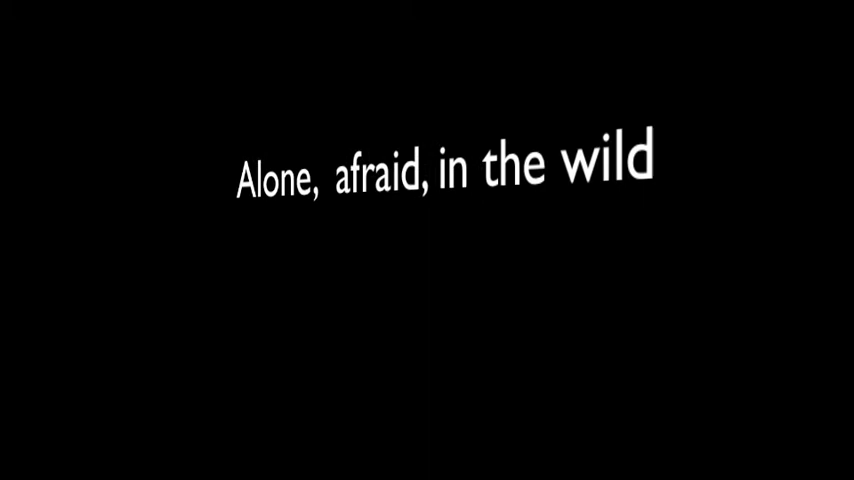 Alone, afraid, in the wild